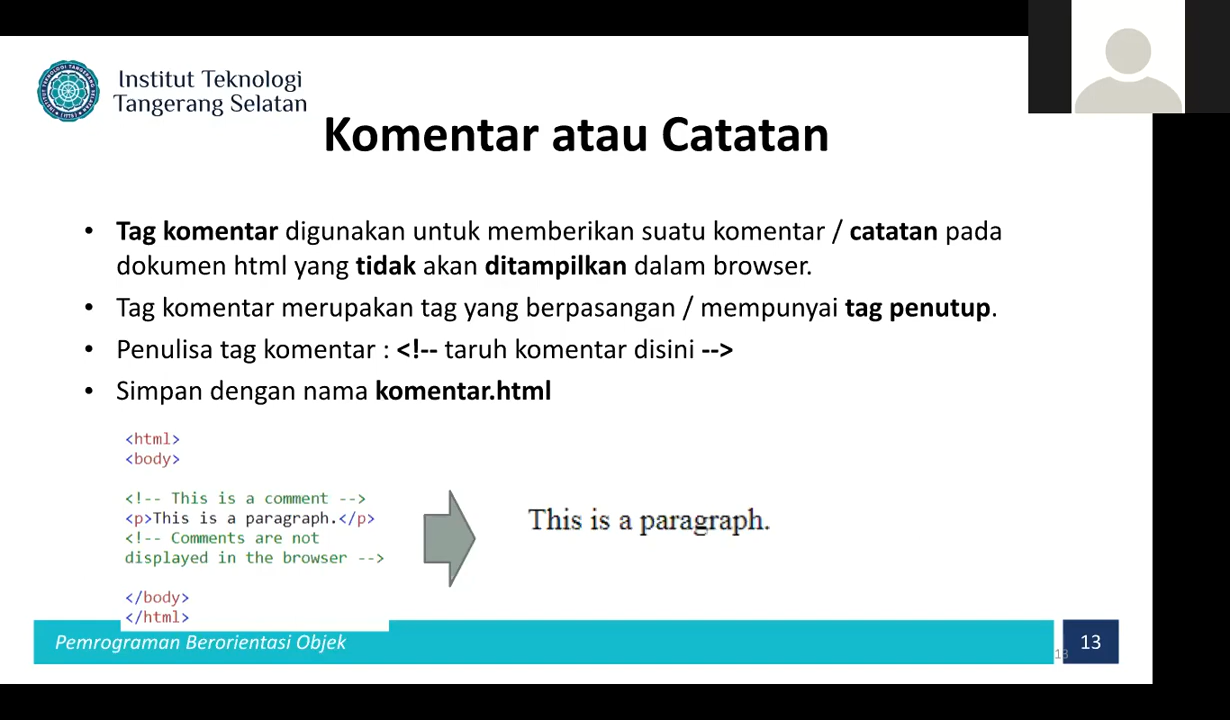 Institut Teknologi
Tangerang Selatan
Komentar atau Catatan
• Tag komentar digunakan untuk memberikan suatu komentar / catatan pada
dokumen html yang tidak akan ditampilkan dalam browser.
• Tag komentar merupakan tag yang berpasangan / mempunyai tag penutup.
• Penulisa tag komentar : <!-- taruh komentar disini -->
• Simpan dengan nama komentar.html
<html>
<body>
<!-- This is a comment -->
<p>This is a paragraph.</p>
<!-- Comments are not
displayed in the browser -->
</body>
</html>
This is a paragraph.
Pemrograman Berorientasi Objek
13
13